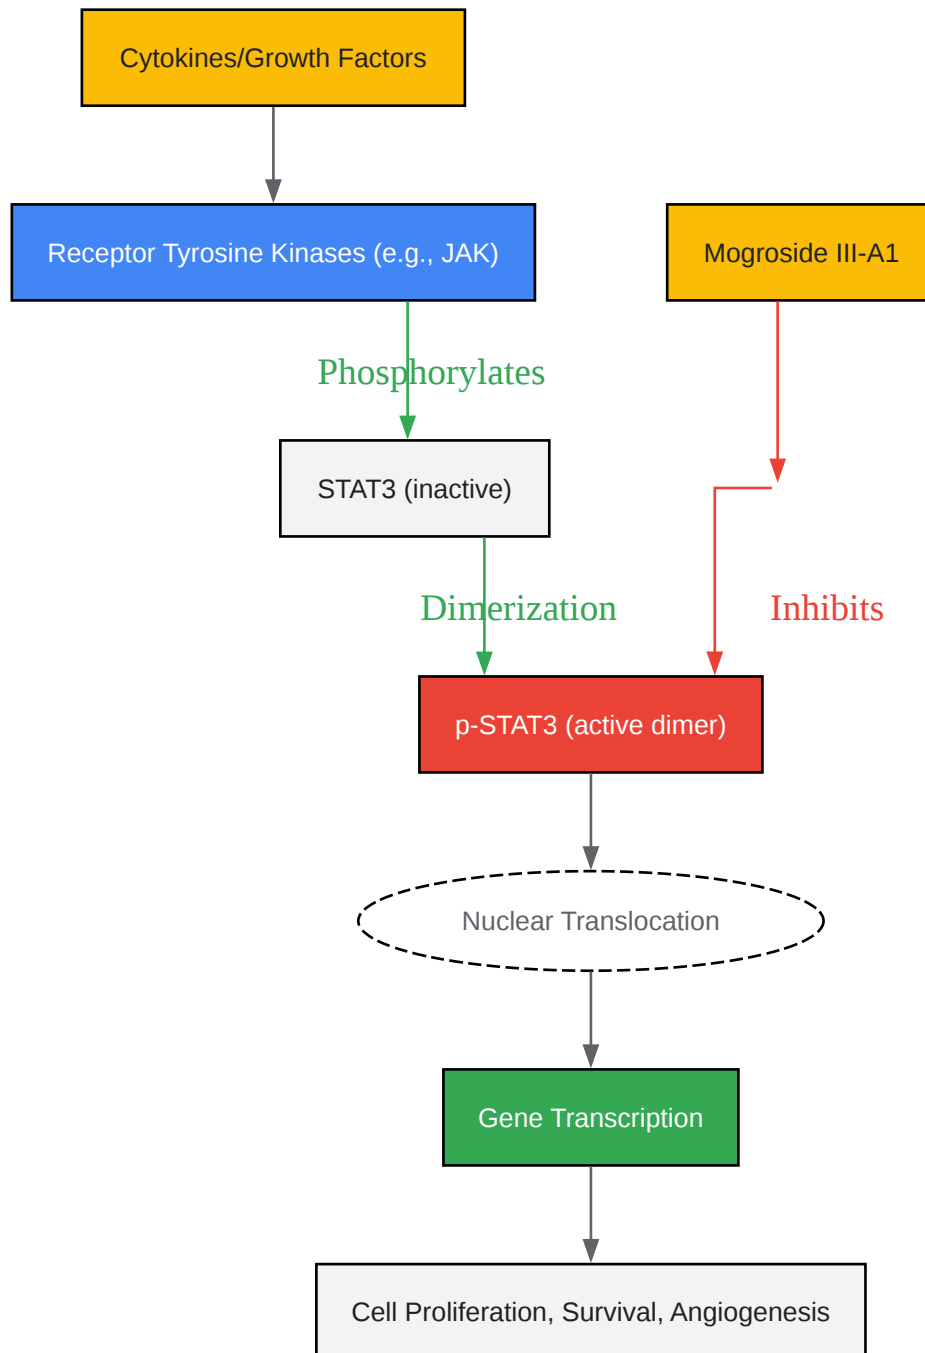 Cytokines/Growth Factors
Receptor Tyrosine Kinases (e.g., JAK)
Mogroside III-A1
Phosphorylates
STAT3 (inactive)
Dimerization
Inhibits
p-STAT3 (active dimer)
Nuclear Translocation
Gene Transcription
Cell Proliferation, Survival, Angiogenesis